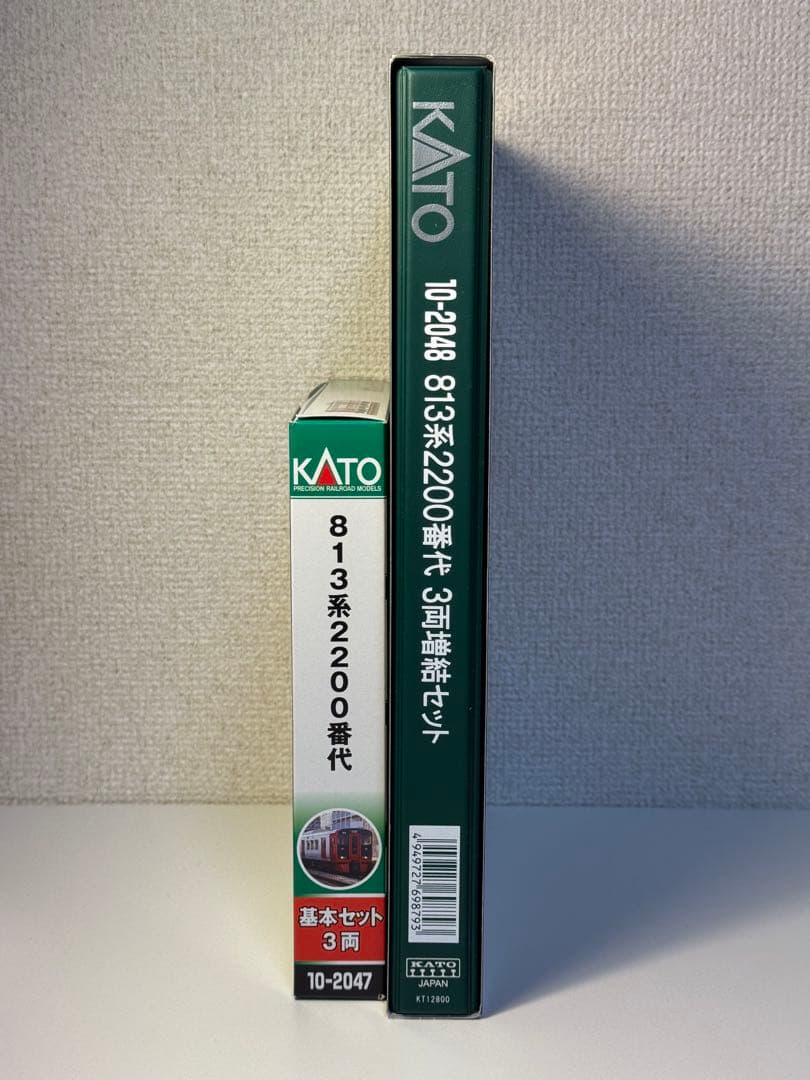 KATO
PRECISION RAILROAD MODELS
813系2200番代
基本セット
3両
10-2047
KATO
10-2048 813系2200番代 3両増結セット
4949727698793
KATO
JAPAN
KT12800